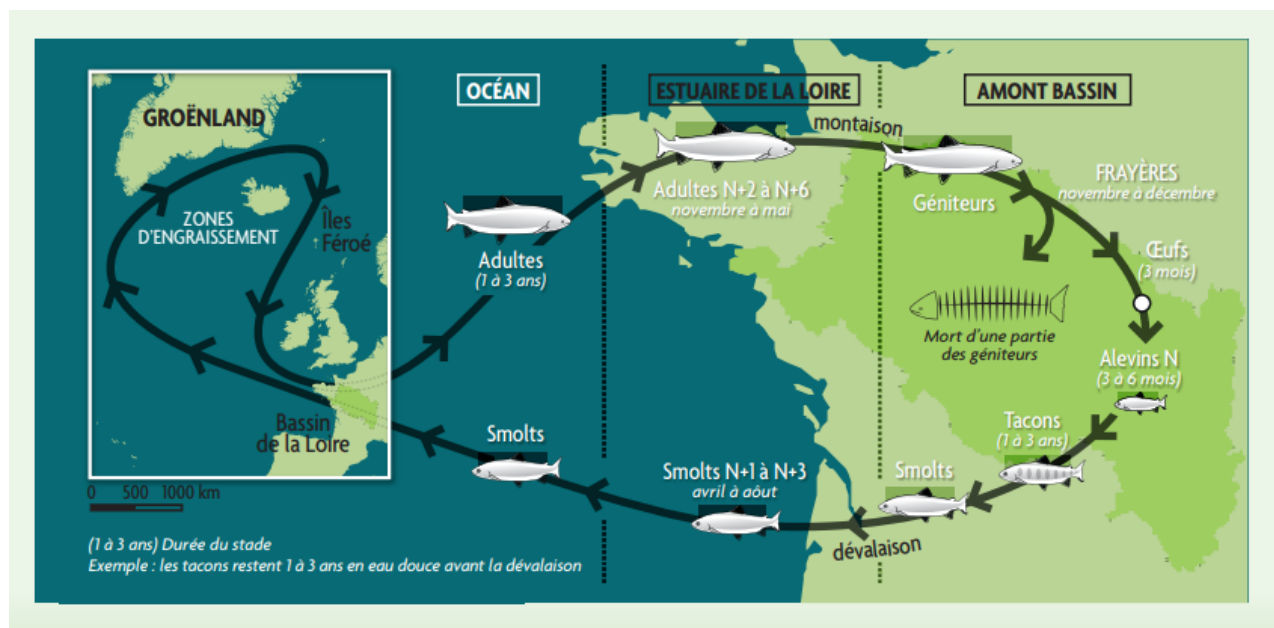 GROËNLAND
ZONES
D'ENGRAISSEMENT
Îles
Féroé
Bassin
de la Loire
0 500 1000 km
(1 à 3 ans) Durée du stade
Exemple : les tacons restent 1 à 3 ans en eau douce avant la dévalaison
OCÉAN
Adultes
(1 à 3 ans)
Smolts
ESTUAIRE DE LA LOIRE
montaison
Adultes N+2 à N+6
novembre à mai
Smolts N+1 à N+3
avril à aôut
dévalaison
AMONT BASSIN
Géniteurs
FRAYÈRES
novembre à décembre
Œufs
(3 mois)
Mort d'une partie
des géniteurs
Alevins N
(3 à 6 mois)
Tacons
(1 à 3 ans)
Smolts